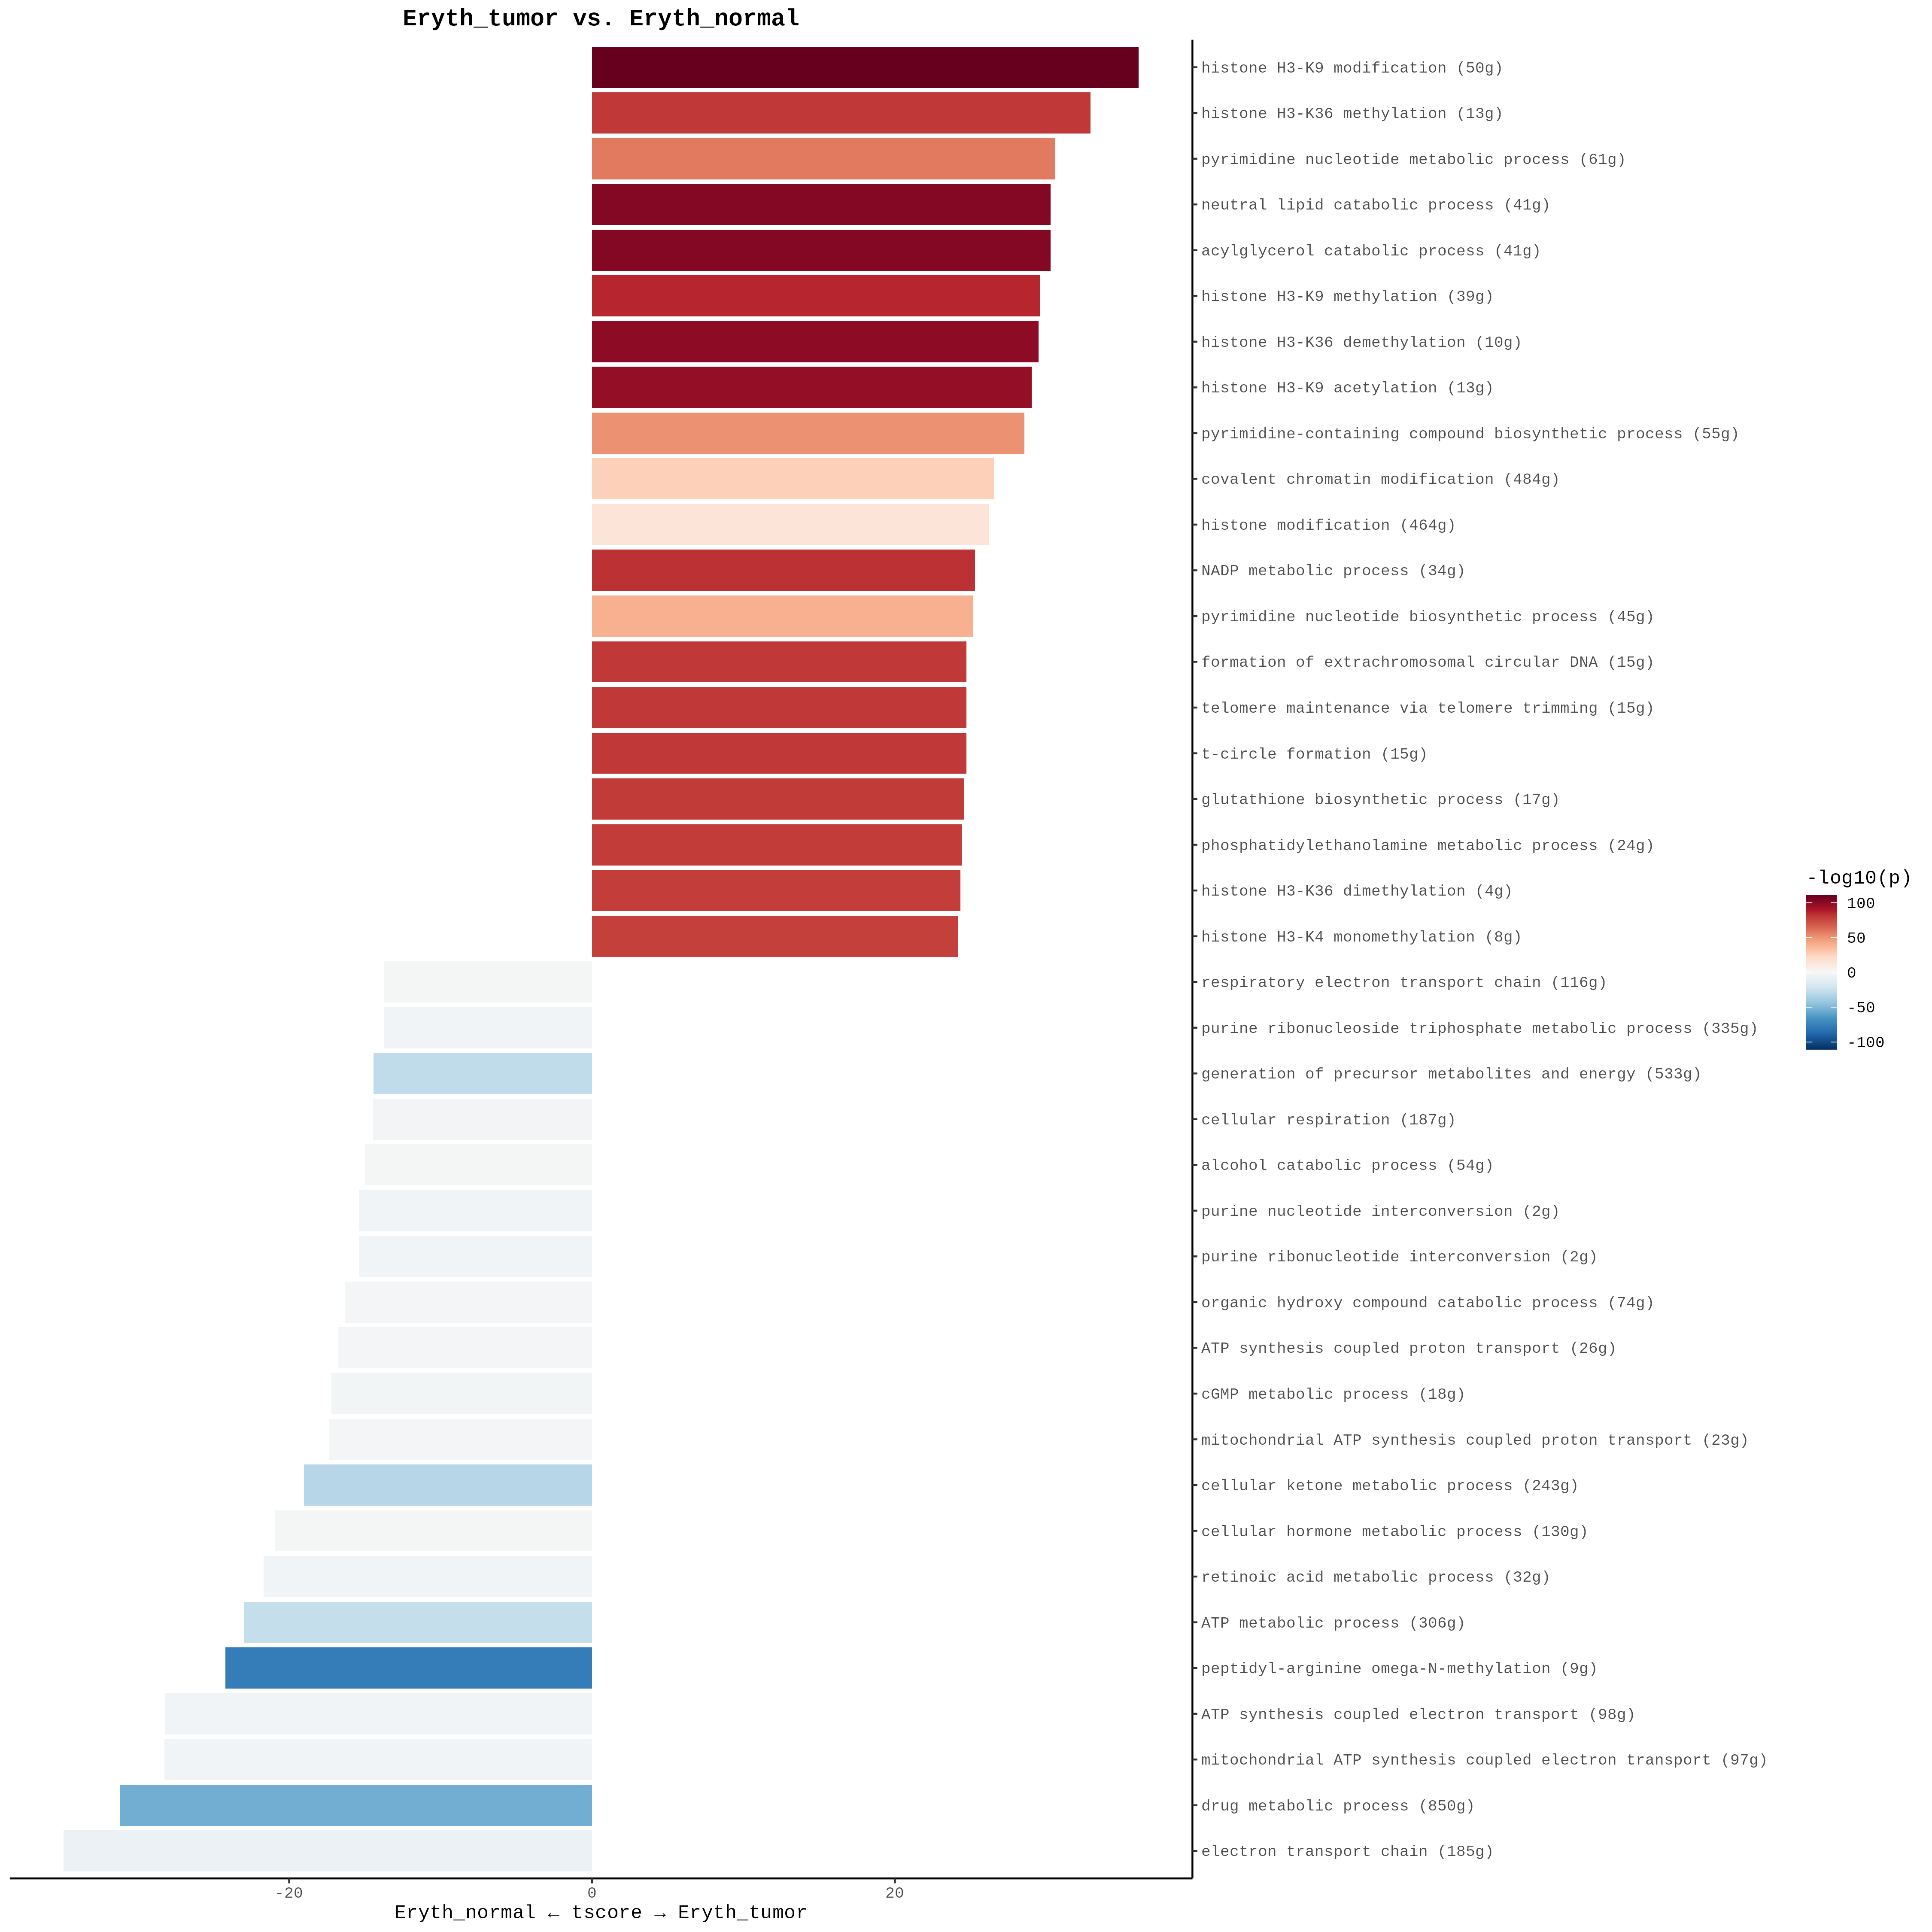 Eryth_tumor vs. Eryth_normal
histone H3-K9 modification (50g)
histone H3-K36 methylation (13g)
pyrimidine nucleotide metabolic process (61g)
neutral lipid catabolic process (41g)
acylglycerol catabolic process (41g)
histone H3-K9 methylation (39g)
histone H3-K36 demethylation (10g)
histone H3-K9 acetylation (13g)
pyrimidine-containing compound biosynthetic process (55g)
covalent chromatin modification (484g)
histone modification (464g)
NADP metabolic process (34g)
pyrimidine nucleotide biosynthetic process (45g)
formation of extrachromosomal circular DNA (15g)
telomere maintenance via telomere trimming (15g)
t-circle formation (15g)
glutathione biosynthetic process (17g)
phosphatidylethanolamine metabolic process (24g)
histone H3-K36 dimethylation (4g)
histone H3-K4 monomethylation (8g)
respiratory electron transport chain (116g)
purine ribonucleoside triphosphate metabolic process (335g)
generation of precursor metabolites and energy (533g)
cellular respiration (187g)
alcohol catabolic process (54g)
purine nucleotide interconversion (2g)
purine ribonucleotide interconversion (2g)
organic hydroxy compound catabolic process (74g)
ATP synthesis coupled proton transport (26g)
cGMP metabolic process (18g)
mitochondrial ATP synthesis coupled proton transport (23g)
cellular ketone metabolic process (243g)
cellular hormone metabolic process (130g)
retinoic acid metabolic process (32g)
ATP metabolic process (306g)
peptidyl-arginine omega-N-methylation (9g)
ATP synthesis coupled electron transport (98g)
mitochondrial ATP synthesis coupled electron transport (97g)
drug metabolic process (850g)
electron transport chain (185g)
-log10(p)
100
50
0
-50
-100
-20 0 20
Eryth_normal ← tscore → Eryth_tumor